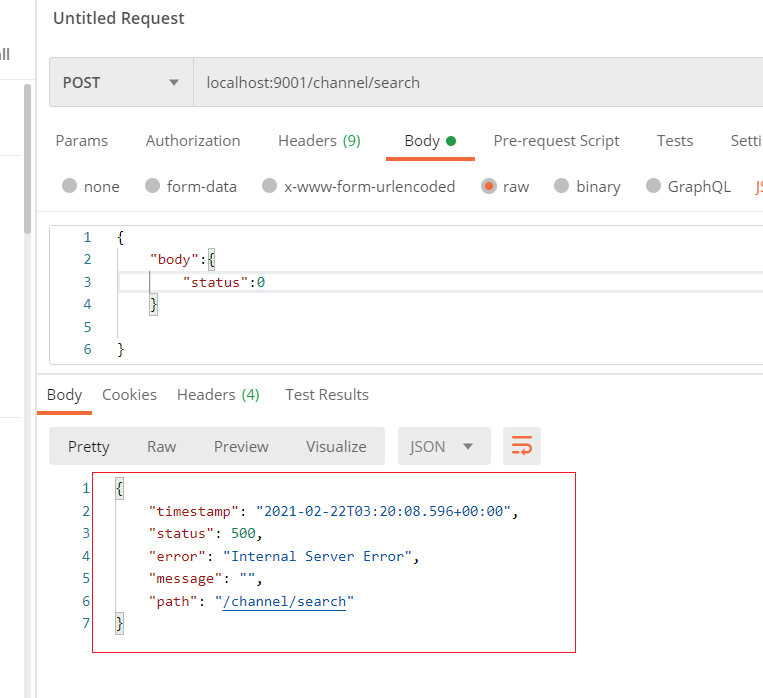 Untitled Request
ll
POST localhost:9001/channel/search
Params Authorization Headers (9) Body Pre-request Script Tests Setti
none form-data x-www-form-urlencoded raw binary GraphQL JS
1 {
2 "body":{
3 "status":0
4 }
5
6 }
Body Cookies Headers (4) Test Results
Pretty Raw Preview Visualize JSON
1 {
2 "timestamp": "2021-02-22T03:20:08.596+00:00",
3 "status": 500,
4 "error": "Internal Server Error",
5 "message": "",
6 "path": "/channel/search"
7 }